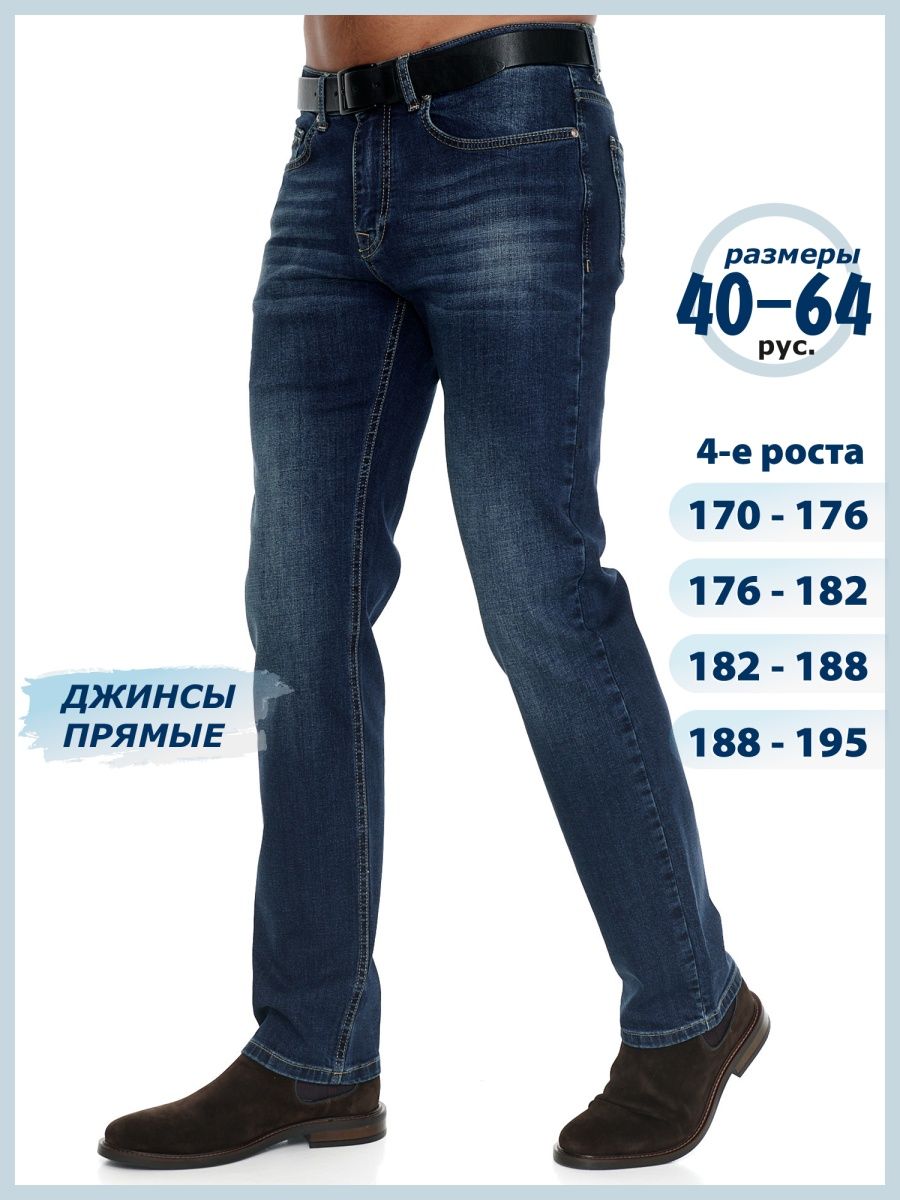 размеры
40-64
рус.
4-е роста
170 - 176
176 - 182
182 - 188
188 - 195
ДЖИНСЫ
ПРЯМЫЕ